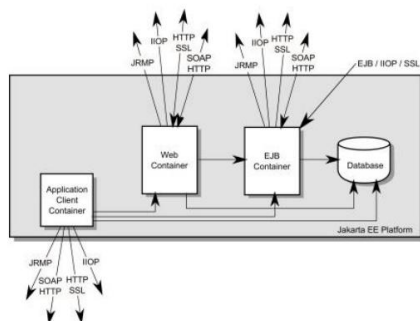 IIOP
HTTP
SSL
SOAP
HTTP
JRMP
IIOP
HTTP
SSL
SOAP
HTTP
JRMP
EJB / IIOP / SSL
Web
Container
EJB
Container
Database
Application
Client
Container
Jakarta EE Platform
JRMP
SOAP
HTTP
HTTP
SSL
IIOP